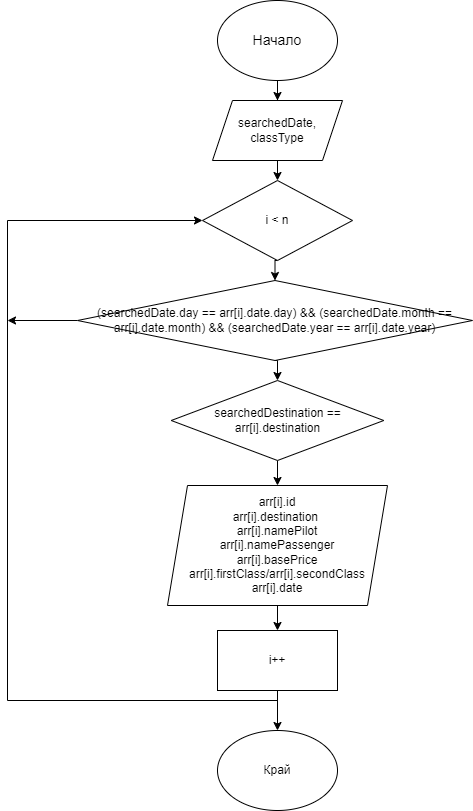 Начало
searchedDate,
classType
i < n
(searchedDate.day == arr[i].date.day) && (searchedDate.month ==
arr[i].date.month) && (searchedDate.year == arr[i].date.year)
searchedDestination ==
arr[i].destination
arr[i].id
arr[i].destination
arr[i].namePilot
arr[i].namePassenger
arr[i].basePrice
arr[i].firstClass/arr[i].secondClass
arr[i].date
i++
Край